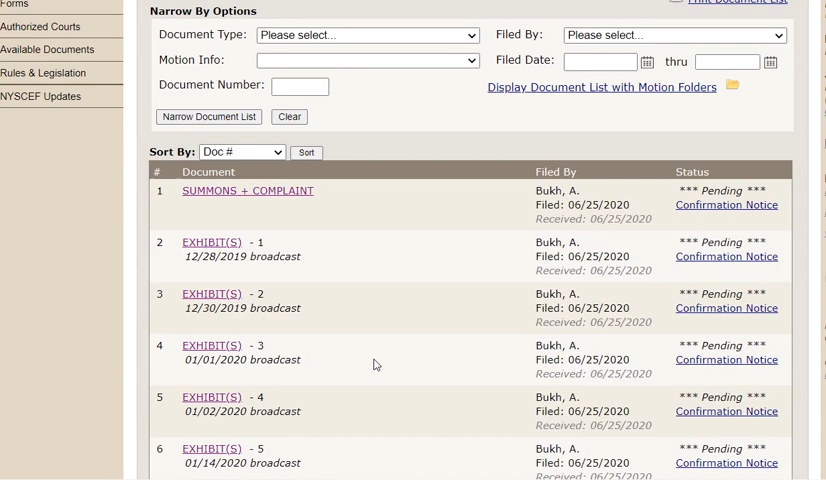 Forms
Print Document List
Narrow By Options
Authorized Courts
Document Type: Please select... Filed By: Please select...
Available Documents
Motion Info: Filed Date: thru
Rules & Legislation
Document Number: Display Document List with Motion Folders
NYSCEF Updates
Narrow Document List Clear
Sort By: Doc # Sort
# Document Filed By Status
1 SUMMONS + COMPLAINT Bukh, A. *** Pending ***
Filed: 06/25/2020 Confirmation Notice
Received: 06/25/2020
2 EXHIBIT(S) - 1 Bukh, A. *** Pending ***
12/28/2019 broadcast Filed: 06/25/2020 Confirmation Notice
Received: 06/25/2020
3 EXHIBIT(S) - 2 Bukh, A. *** Pending ***
12/30/2019 broadcast Filed: 06/25/2020 Confirmation Notice
Received: 06/25/2020
4 EXHIBIT(S) - 3 Bukh, A. *** Pending ***
01/01/2020 broadcast Filed: 06/25/2020 Confirmation Notice
Received: 06/25/2020
5 EXHIBIT(S) - 4 Bukh, A. *** Pending ***
01/02/2020 broadcast Filed: 06/25/2020 Confirmation Notice
Received: 06/25/2020
6 EXHIBIT(S) - 5 Bukh, A. *** Pending ***
01/14/2020 broadcast Filed: 06/25/2020 Confirmation Notice
Received: 06/25/2020